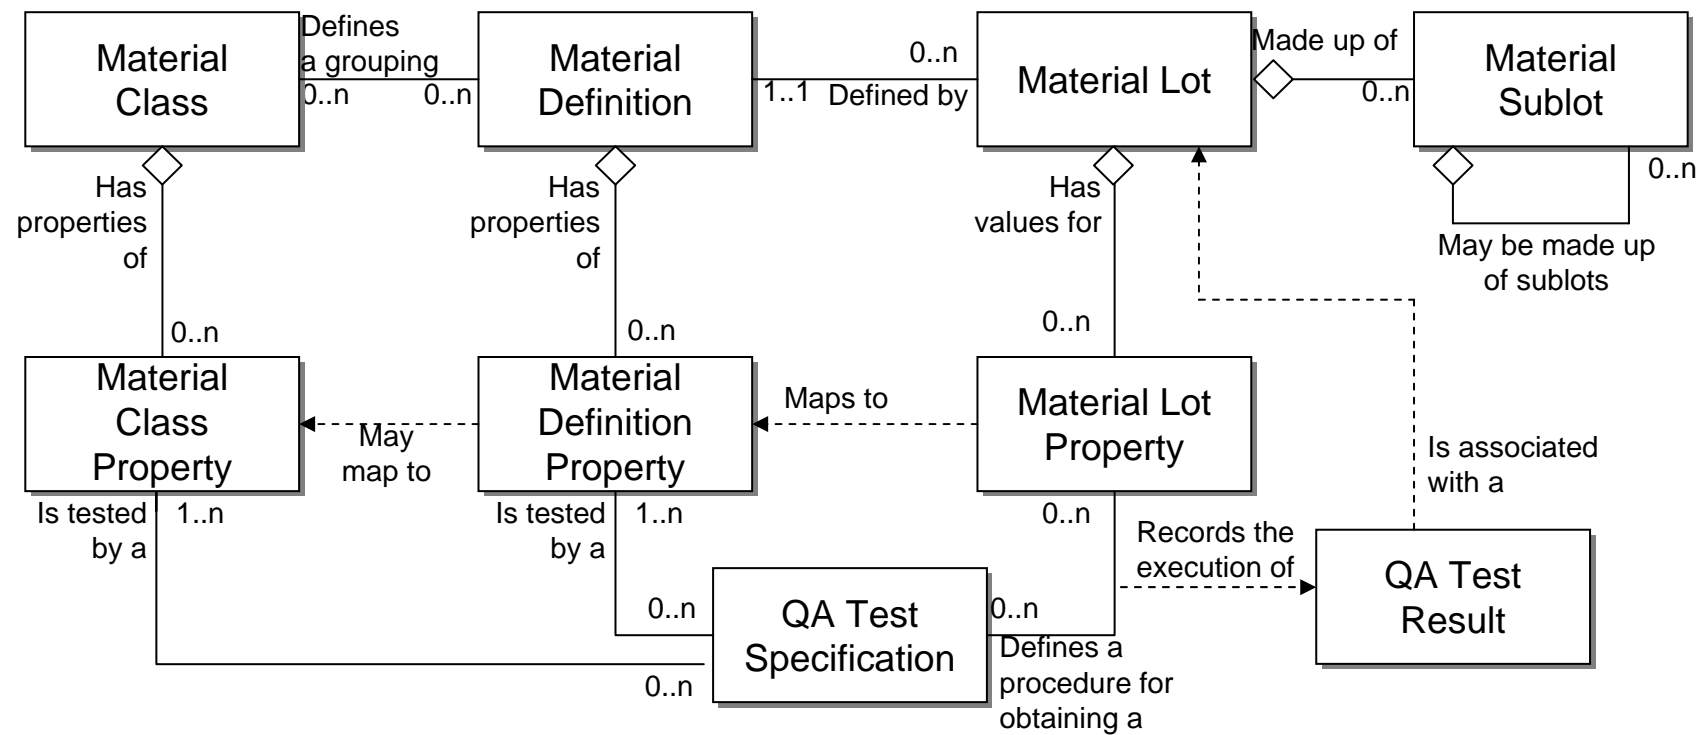 Material
Class
Defines
a grouping
0..n
0..n
Material
Definition
1..1
0..n
Defined by
Material Lot
Made up of
0..n
Material
Sublot
0..n
May be made up
of sublots
Has
properties
of
0..n
Has
properties
of
0..n
Has
values for
0..n
Material
Class
Property
May
map to
Material
Definition
Property
Maps to
Material Lot
Property
Is associated
with a
Is tested
by a
1..n
0..n
Is tested
by a
1..n
0..n
QA Test
Specification
0..n
0..n
Defines a
procedure for
obtaining a
Records the
execution of
QA Test
Result